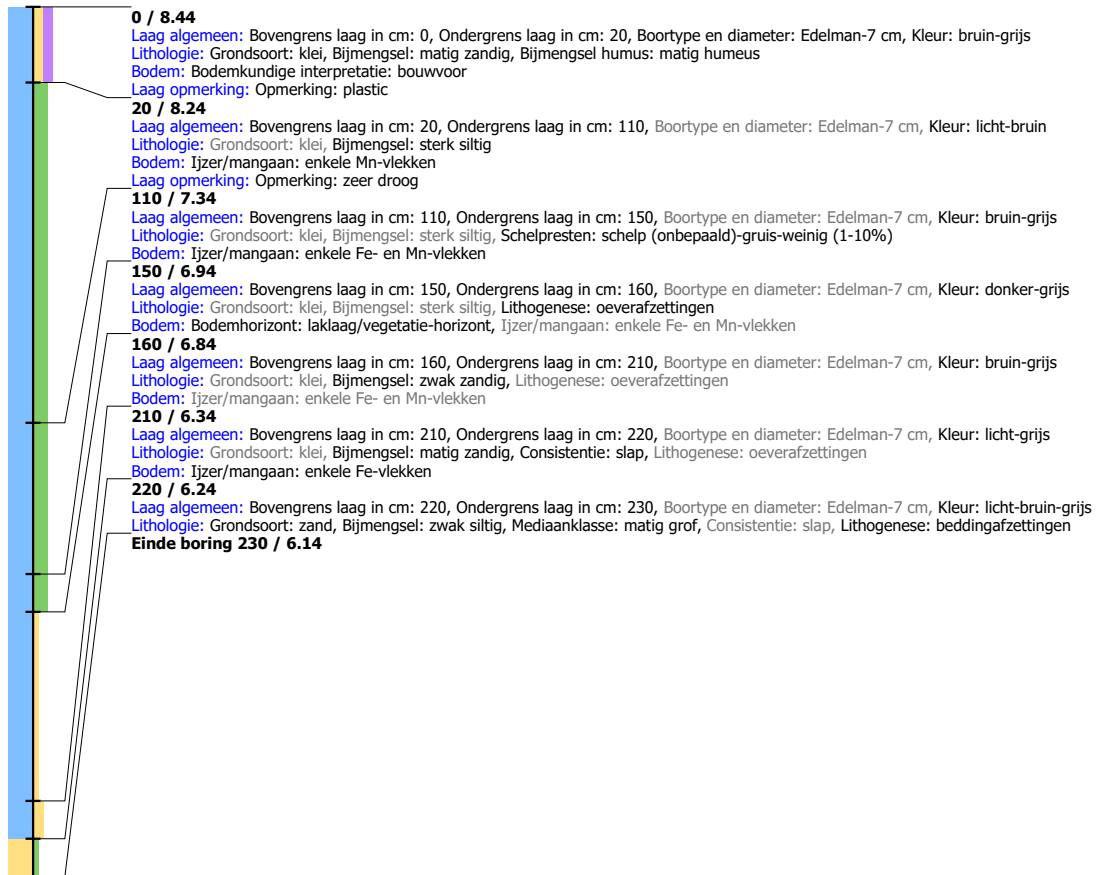 0 / 8.44
Laag algemeen: Bovengrens laag in cm: 0, Ondergrens laag in cm: 20, Boortype en diameter: Edelman-7 cm, Kleur: bruin-grijs
Lithologie: Grondsoort: klei, Bijmengsel: matig zandig, Bijmengsel humus: matig humeus
Bodem: Bodemkundige interpretatie: bouwvoor
Laag opmerking: Opmerking: plastic
20 / 8.24
Laag algemeen: Bovengrens laag in cm: 20, Ondergrens laag in cm: 110, Boortype en diameter: Edelman-7 cm, Kleur: licht-bruin
Lithologie: Grondsoort: klei, Bijmengsel: sterk siltig
Bodem: Ijzer/mangaan: enkele Mn-vlekken
Laag opmerking: Opmerking: zeer droog
110 / 7.34
Laag algemeen: Bovengrens laag in cm: 110, Ondergrens laag in cm: 150, Boortype en diameter: Edelman-7 cm, Kleur: bruin-grijs
Lithologie: Grondsoort: klei, Bijmengsel: sterk siltig, Schelpresten: schelp (onbepaald)-gruis-weinig (1-10%)
Bodem: Ijzer/mangaan: enkele Fe- en Mn-vlekken
150 / 6.94
Laag algemeen: Bovengrens laag in cm: 150, Ondergrens laag in cm: 160, Boortype en diameter: Edelman-7 cm, Kleur: donker-grijs
Lithologie: Grondsoort: klei, Bijmengsel: sterk siltig, Lithogenese: oeverafzettingen
Bodem: Bodemhorizont: laklaag/vegetatie-horizont, Ijzer/mangaan: enkele Fe- en Mn-vlekken
160 / 6.84
Laag algemeen: Bovengrens laag in cm: 160, Ondergrens laag in cm: 210, Boortype en diameter: Edelman-7 cm, Kleur: bruin-grijs
Lithologie: Grondsoort: klei, Bijmengsel: zwak zandig, Lithogenese: oeverafzettingen
Bodem: Ijzer/mangaan: enkele Fe- en Mn-vlekken
210 / 6.34
Laag algemeen: Bovengrens laag in cm: 210, Ondergrens laag in cm: 220, Boortype en diameter: Edelman-7 cm, Kleur: licht-grijs
Lithologie: Grondsoort: klei, Bijmengsel: matig zandig, Consistentie: slap, Lithogenese: oeverafzettingen
Bodem: Ijzer/mangaan: enkele Fe-vlekken
220 / 6.24
Laag algemeen: Bovengrens laag in cm: 220, Ondergrens laag in cm: 230, Boortype en diameter: Edelman-7 cm, Kleur: licht-bruin-grijs
Lithologie: Grondsoort: zand, Bijmengsel: zwak siltig, Mediaanklasse: matig grof, Consistentie: slap, Lithogenese: beddingafzettingen
Einde boring 230 / 6.14